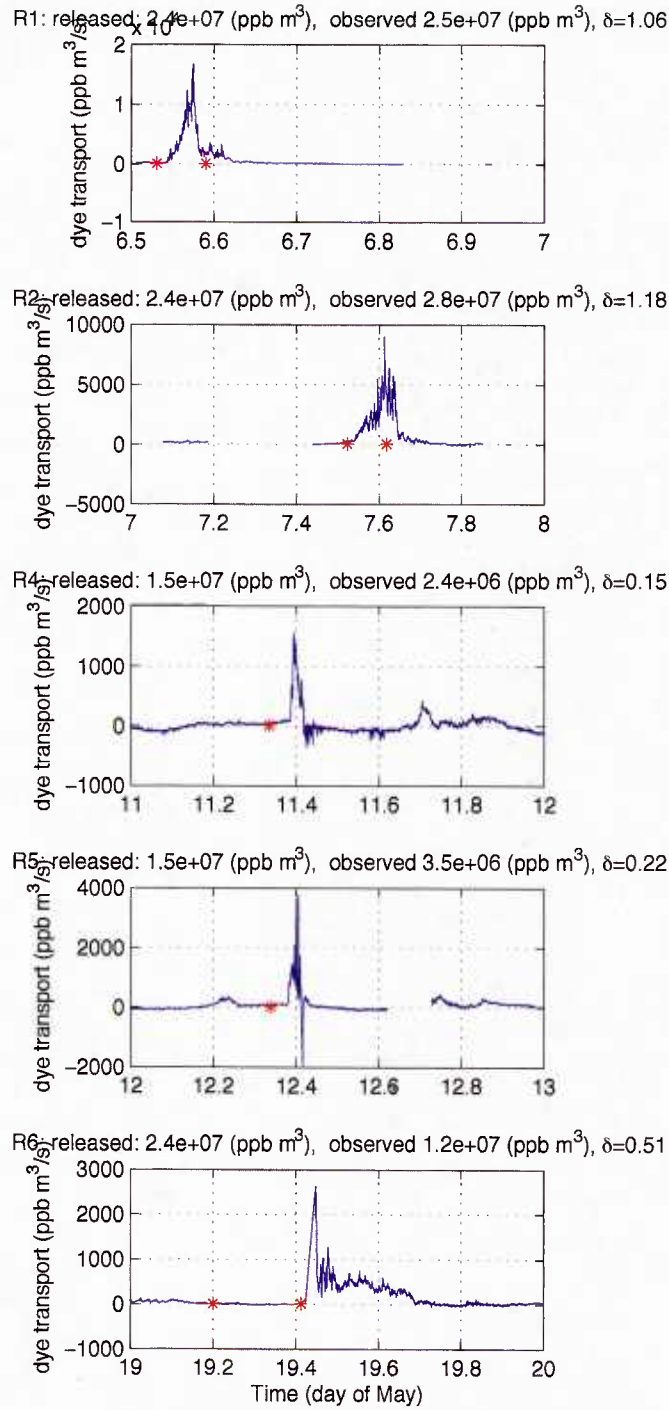 R1: released: 2.4e+07 (ppb m³), observed 2.5e+07 (ppb m³), δ=1.06
x 10⁴
dye transport (ppb m³/s)
2
1
0
−1
6.5 6.6 6.7 6.8 6.9 7
R2: released: 2.4e+07 (ppb m³), observed 2.8e+07 (ppb m³), δ=1.18
dye transport (ppb m³/s)
10000
5000
0
−5000
7 7.2 7.4 7.6 7.8 8
R4: released: 1.5e+07 (ppb m³), observed 2.4e+06 (ppb m³), δ=0.15
dye transport (ppb m³/s)
2000
1000
0
−1000
11 11.2 11.4 11.6 11.8 12
R5: released: 1.5e+07 (ppb m³), observed 3.5e+06 (ppb m³), δ=0.22
dye transport (ppb m³/s)
4000
2000
0
−2000
12 12.2 12.4 12.6 12.8 13
R6: released: 2.4e+07 (ppb m³), observed 1.2e+07 (ppb m³), δ=0.51
dye transport (ppb m³/s)
3000
2000
1000
0
−1000
19 19.2 19.4 19.6 19.8 20
Time (day of May)